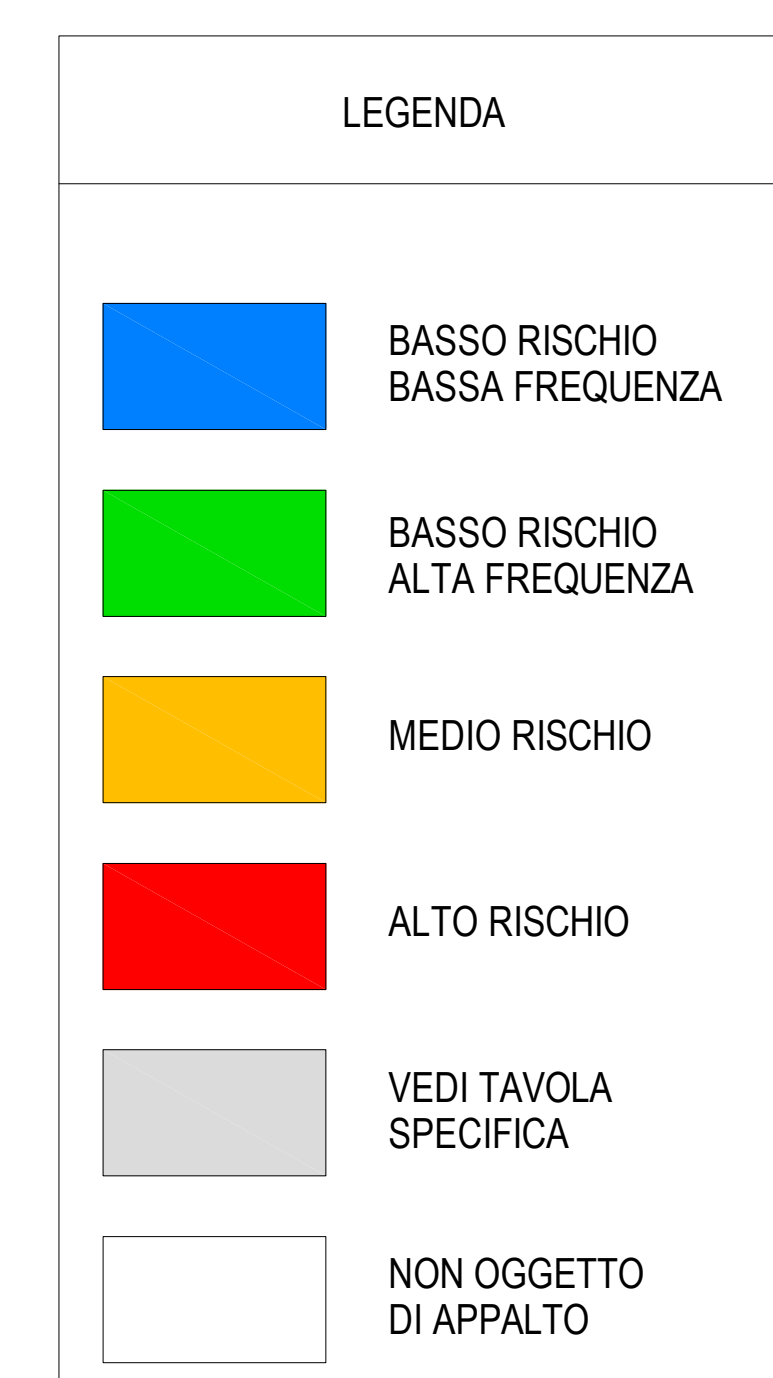 LEGENDA
BASSO RISCHIO
BASSA FREQUENZA
BASSO RISCHIO
ALTA FREQUENZA
MEDIO RISCHIO
ALTO RISCHIO
VEDI TAVOLA
SPECIFICA
NON OGGETTO
DI APPALTO